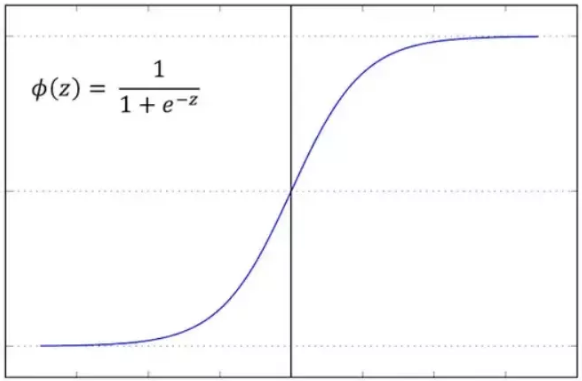 ϕ(z) = 1 / (1 + e^{-z})